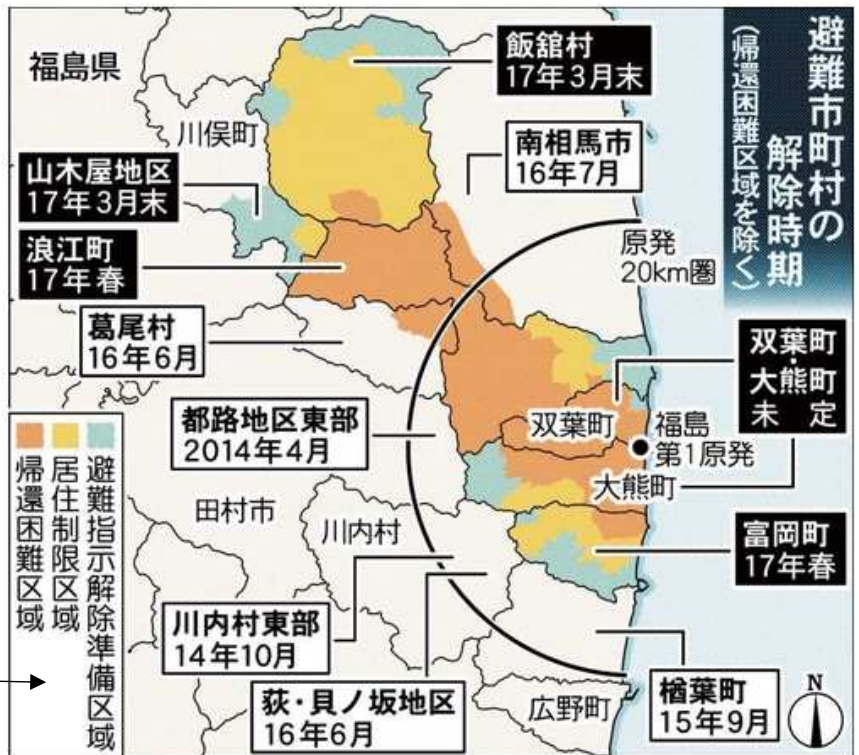 避難市町村の
解除時期
(帰還困難区域を除く)
福島県
飯舘村
17年3月末
川俣町
南相馬市
16年7月
山木屋地区
17年3月末
浪江町
17年春
原発
20km圏
葛尾村
16年6月
双葉町
・
大熊町
未定
都路地区東部
2014年4月
双葉町
福島
第1原発
大熊町
田村市
川内村
富岡町
17年春
川内村東部
14年10月
荻・貝ノ坂地区
16年6月
広野町
楢葉町
15年9月
N
避難指示解除準備区域
居住制限区域
帰還困難区域